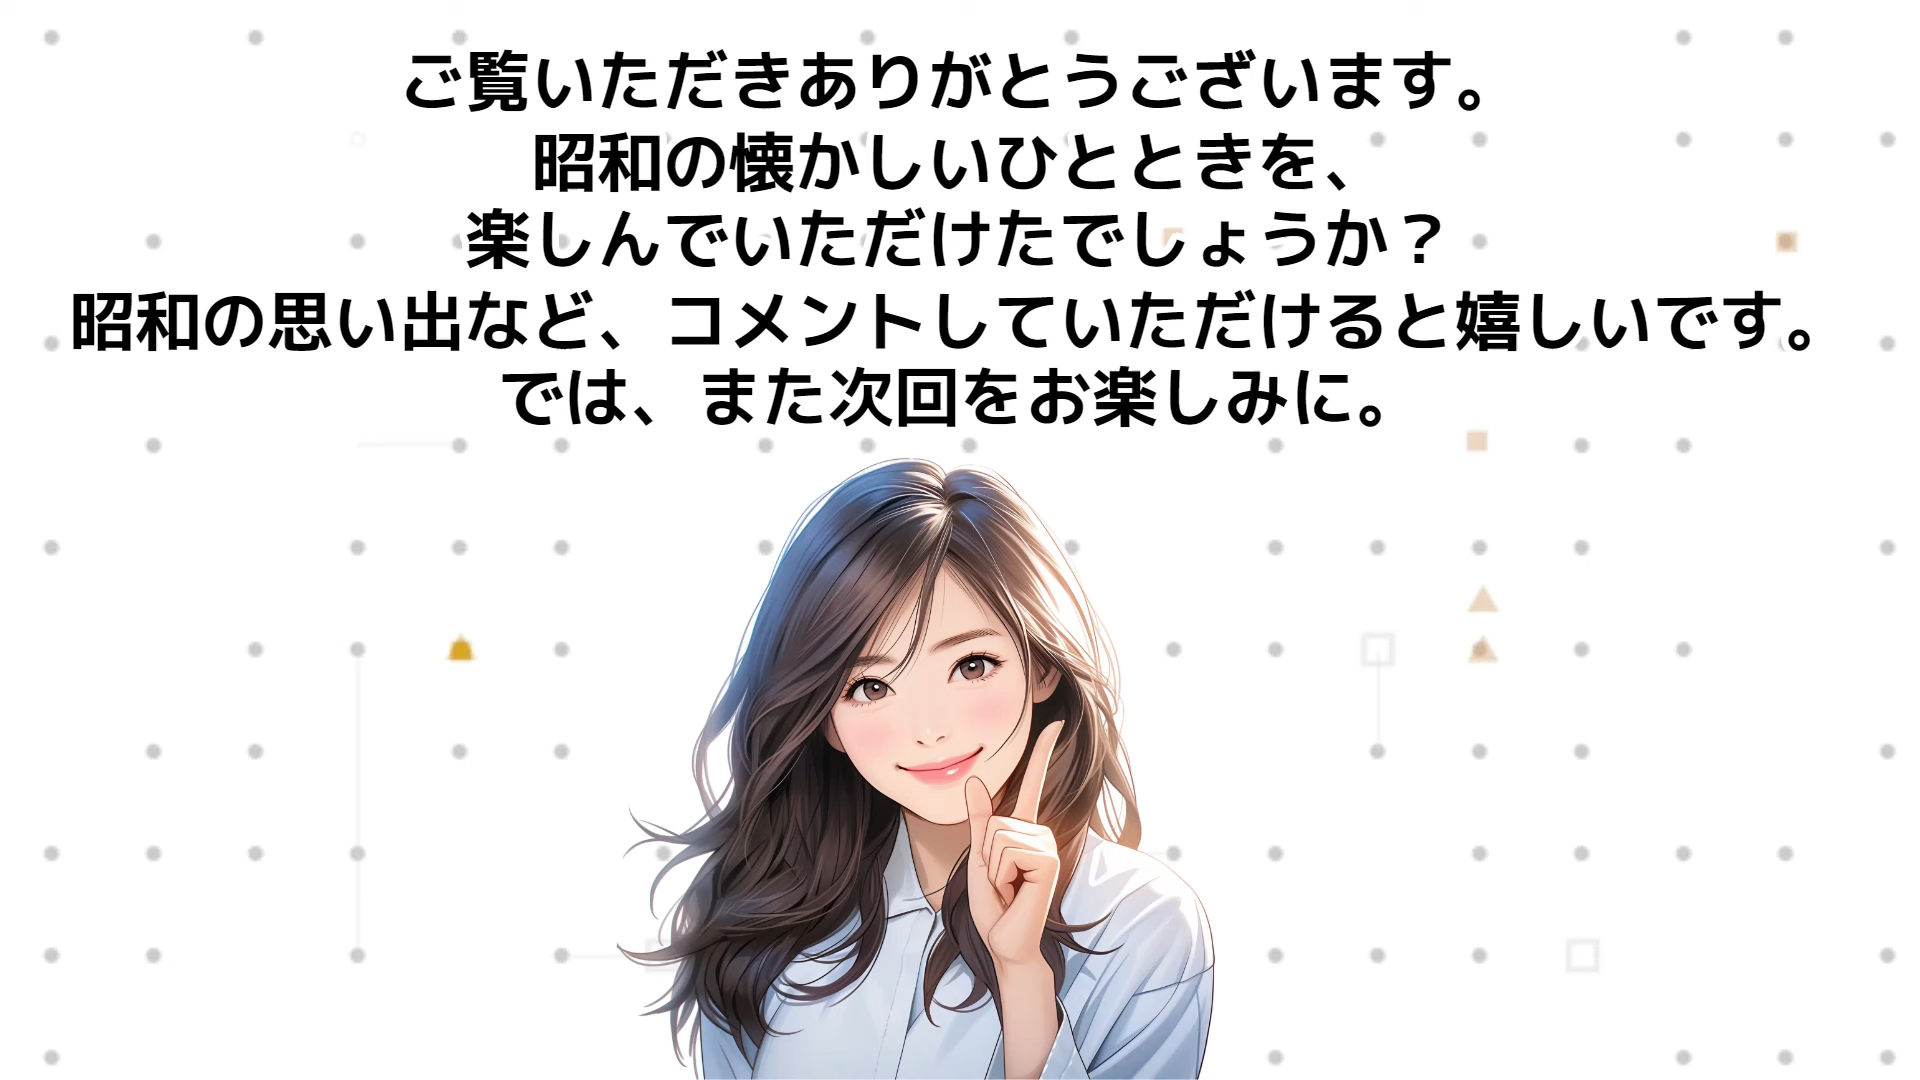 ご覧いただきありがとうございます。
昭和の懐かしいひとときを、
楽しんでいただけたでしょうか？
昭和の思い出など、コメントしていただけると嬉しいです。
では、また次回をお楽しみに。